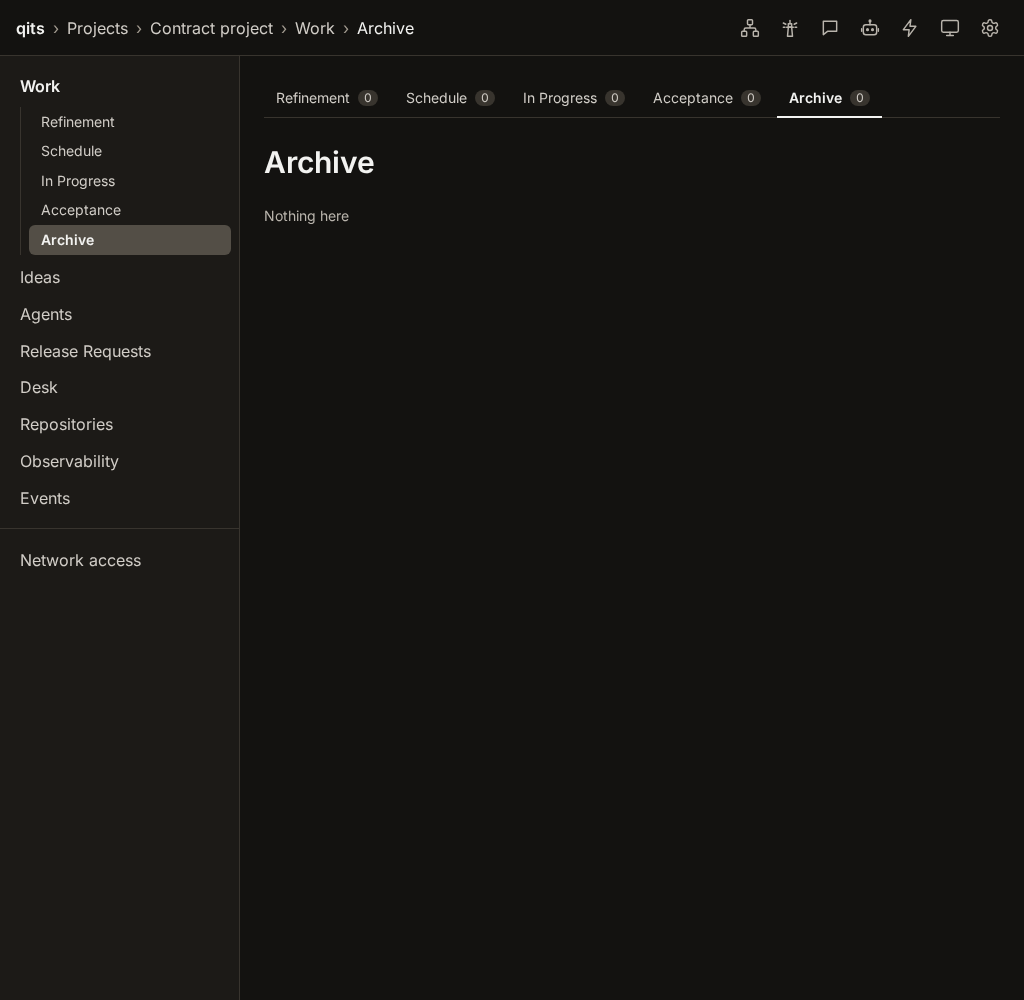 qits › Projects › Contract project › Work › Archive
Work
Refinement
Schedule
In Progress
Acceptance
Archive
Ideas
Agents
Release Requests
Desk
Repositories
Observability
Events
Network access
Refinement 0 Schedule 0 In Progress 0 Acceptance 0 Archive 0
Archive
Nothing here